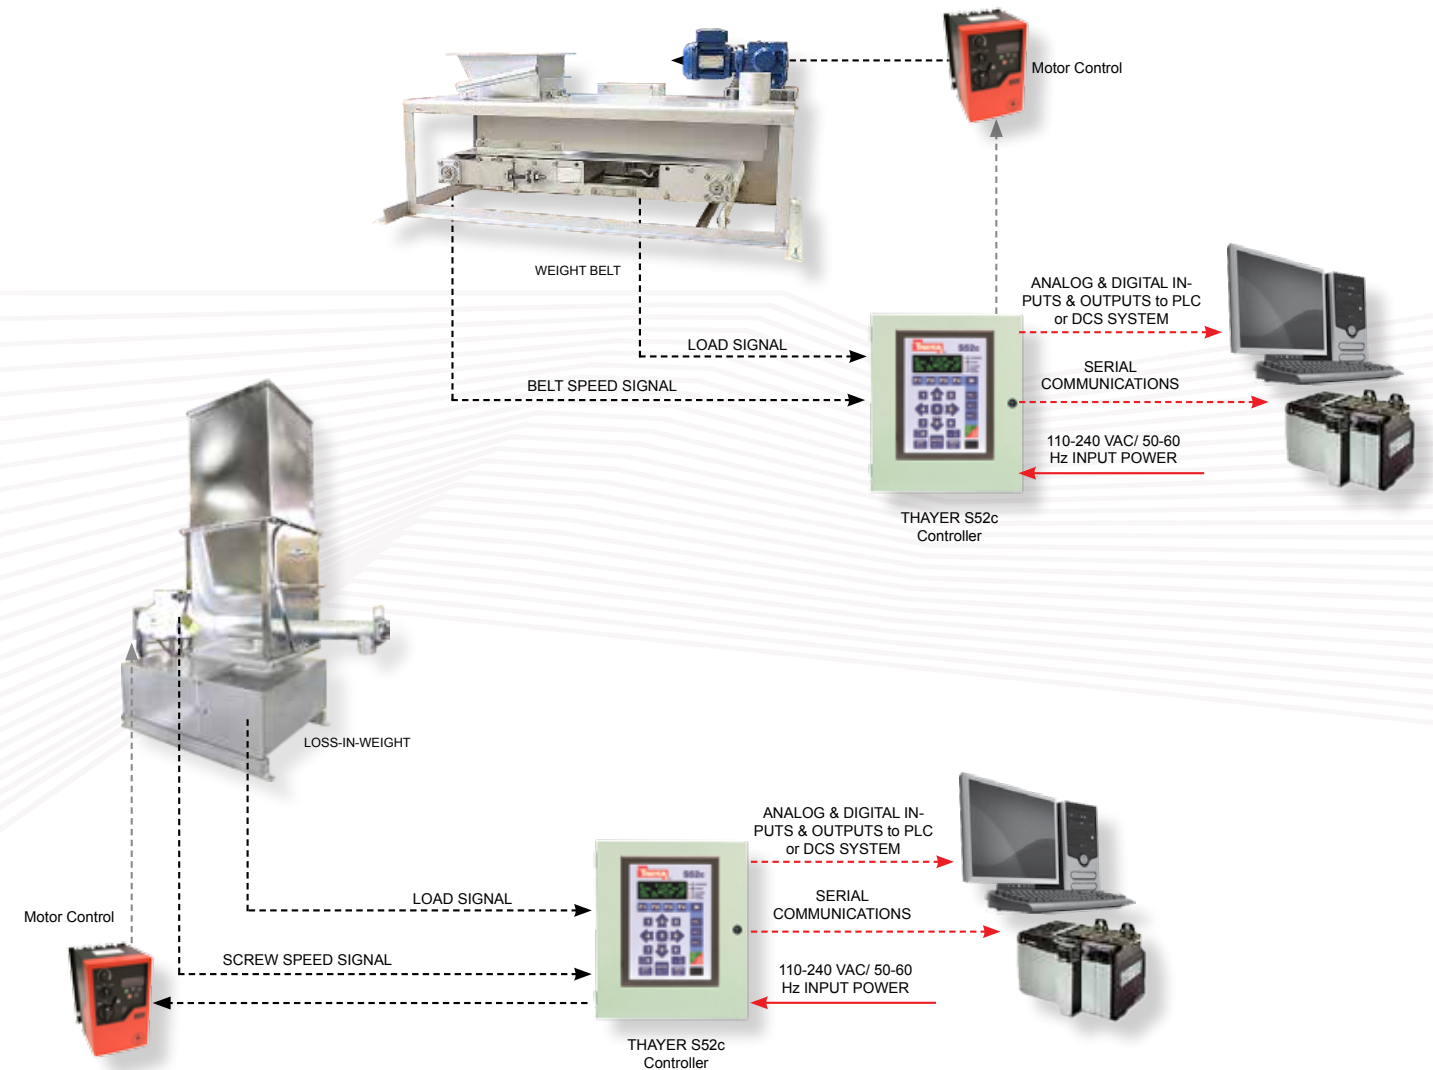 Motor Control
WEIGHT BELT
ANALOG & DIGITAL IN-
PUTS & OUTPUTS to PLC
or DCS SYSTEM
LOAD SIGNAL
S52c
SERIAL
COMMUNICATIONS
BELT SPEED SIGNAL
110-240 VAC/ 50-60
Hz INPUT POWER
THAYER S52c
Controller
LOSS-IN-WEIGHT
ANALOG & DIGITAL IN-
PUTS & OUTPUTS to PLC
or DCS SYSTEM
S52c
LOAD SIGNAL
SERIAL
COMMUNICATIONS
Motor Control
SCREW SPEED SIGNAL
110-240 VAC/ 50-60
Hz INPUT POWER
THAYER S52c
Controller